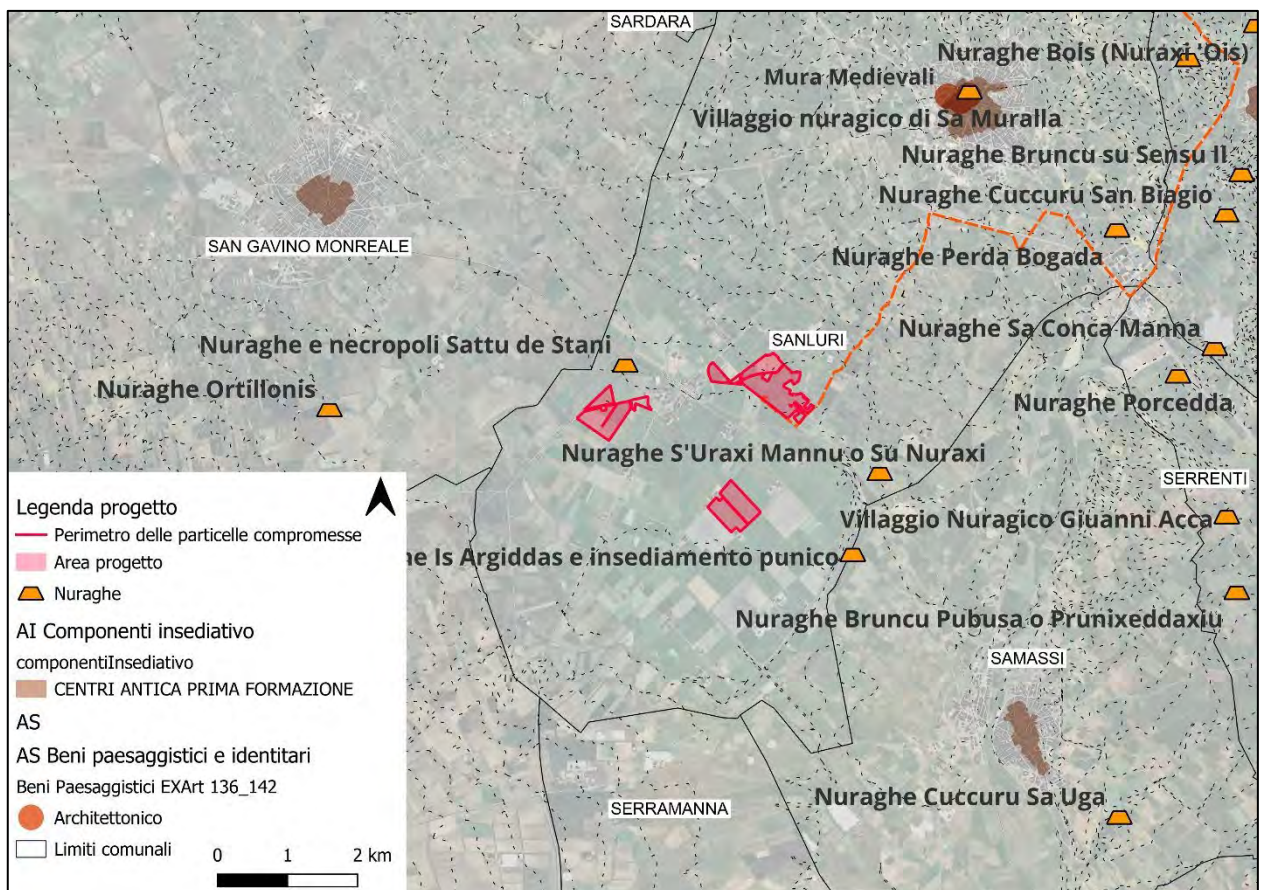 SARDARA
Nuraghe Bois (Nuraxi 'Ois)
Mura Medievali
Villaggio nuragico di Sa Muralla
Nuraghe Bruncu su Sensu II
Nuraghe Cuccuru San Biagio
SAN GAVINO MONREALE
Nuraghe Perda Bogada
Nuraghe e necropoli Sattu de Stani
SANLURI
Nuraghe Sa Conca Manna
Nuraghe Ortillonis
Nuraghe Porcedda
Nuraghe S'Uraxi Mannu o Su Nuraxi
SERRENTI
Villaggio Nuragico Giuanni Acca
he Is Argiddas e insediamento punico
Nuraghe Bruncu Pubusa o Prunixeddaxiu
SAMASSI
Nuraghe Cuccuru Sa Uga
SERRAMANNA
Legenda progetto
Perimetro delle particelle compromesse
Area progetto
Nuraghe
AI Componenti insediativo
componentiInsediativo
CENTRI ANTICA PRIMA FORMAZIONE
AS
AS Beni paesaggistici e identitari
Beni Paesaggistici EXArt 136_142
Architettonico
Limiti comunali
0 1 2 km